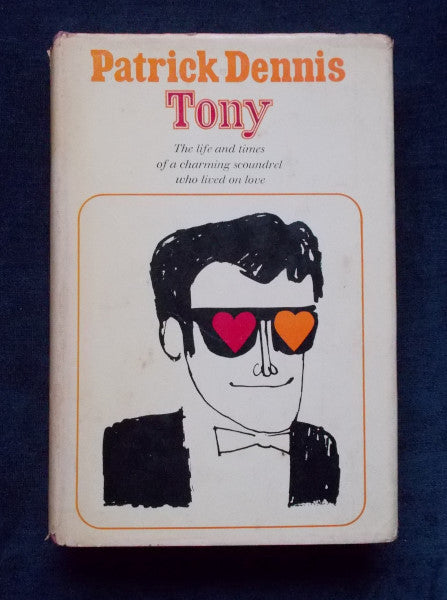 Patrick Dennis
Tony
The life and times
of a charming scoundrel
who lived on love